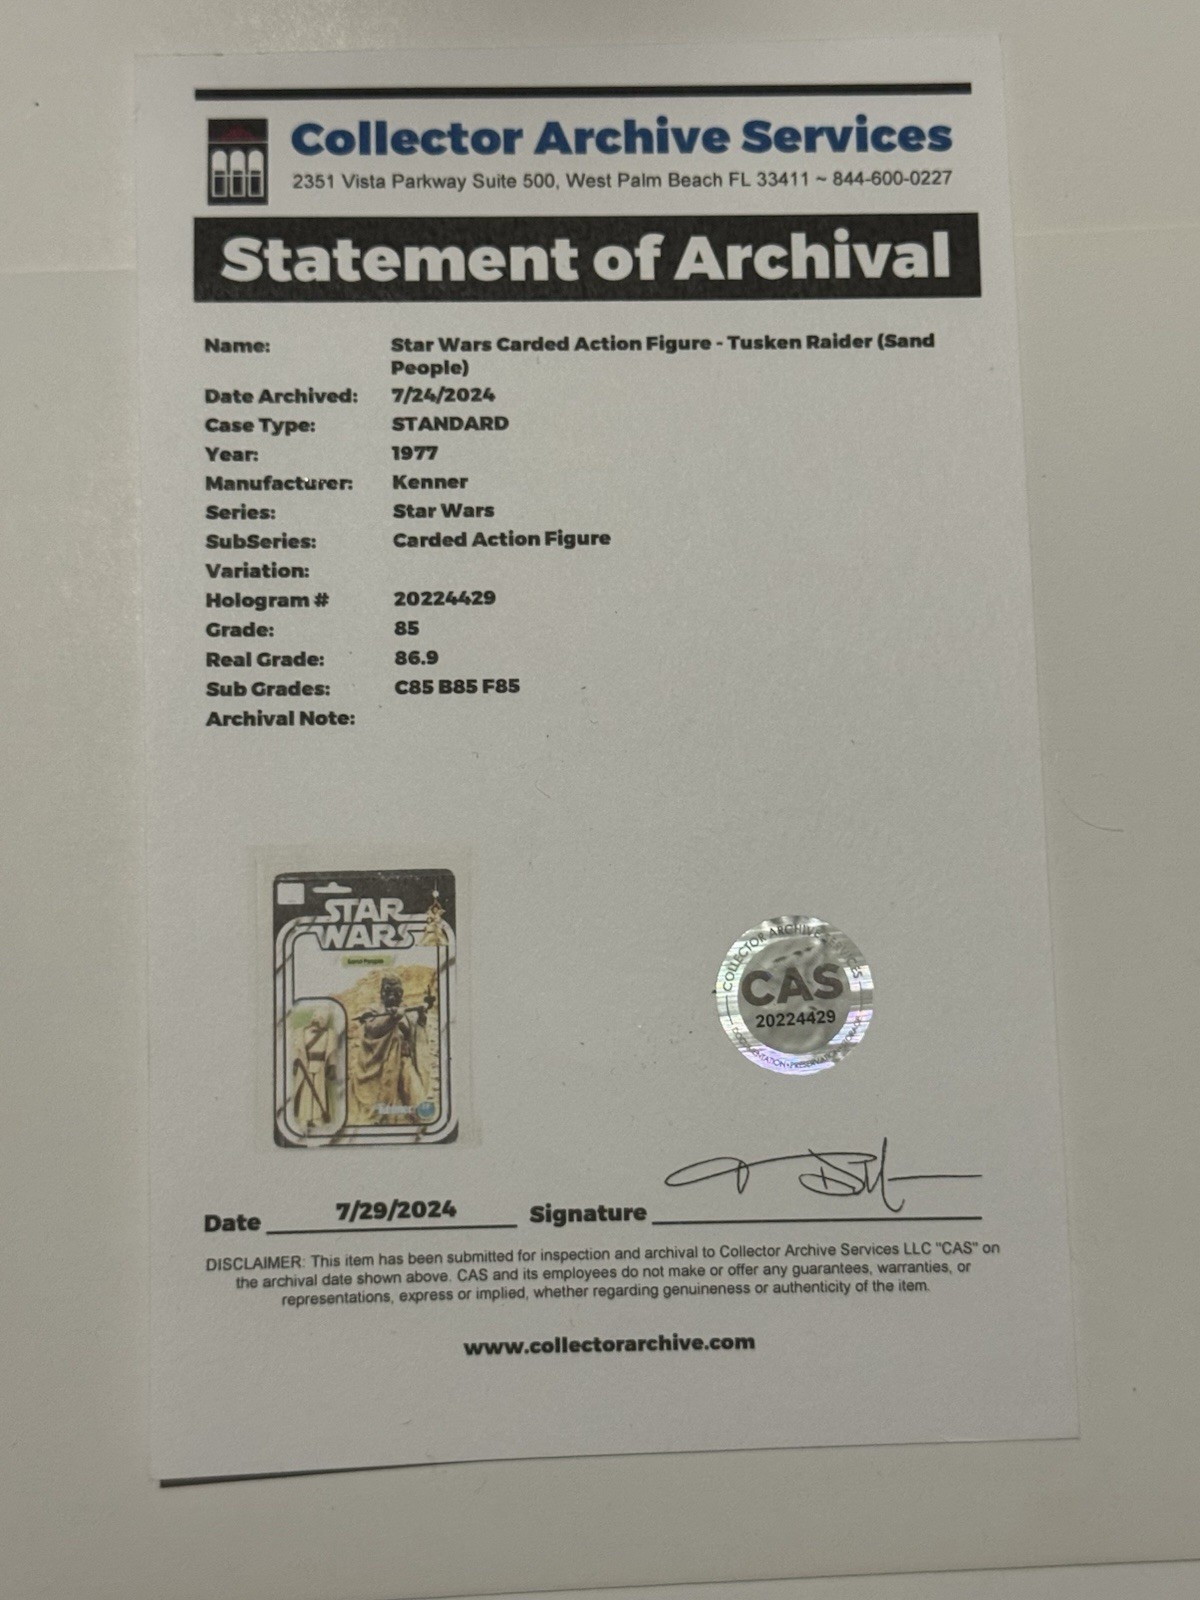 Collector Archive Services
2351 Vista Parkway Suite 500, West Palm Beach FL 33411 ~ 844-600-0227
Statement of Archival
Name: Star Wars Carded Action Figure - Tusken Raider (Sand
People)
Date Archived: 7/24/2024
Case Type: STANDARD
Year: 1977
Manufacturer: Kenner
Series: Star Wars
SubSeries: Carded Action Figure
Variation:
Hologram # 20224429
Grade: 85
Real Grade: 86.9
Sub Grades: C85 B85 F85
Archival Note:
STAR
WARS
Sand People
Kenner
COLLECTOR ARCHIVE SERVICES
CAS
20224429
Date 7/29/2024 Signature
DISCLAIMER: This item has been submitted for inspection and archival to Collector Archive Services LLC "CAS" on
the archival date shown above. CAS and its employees do not make or offer any guarantees, warranties, or
representations, express or implied, whether regarding genuineness or authenticity of the item.
www.collectorarchive.com